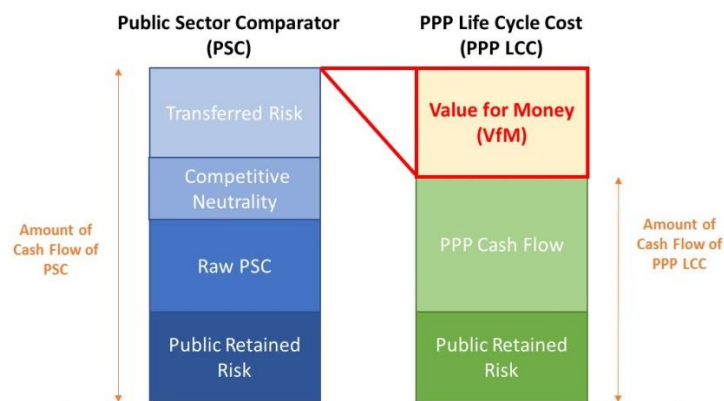 Public Sector Comparator
(PSC)
PPP Life Cycle Cost
(PPP LCC)
Transferred Risk
Value for Money
(VfM)
Competitive
Neutrality
Amount of
Cash Flow of
PSC
Raw PSC
PPP Cash Flow
Amount of
Cash Flow of
PPP LCC
Public Retained
Risk
Public Retained
Risk